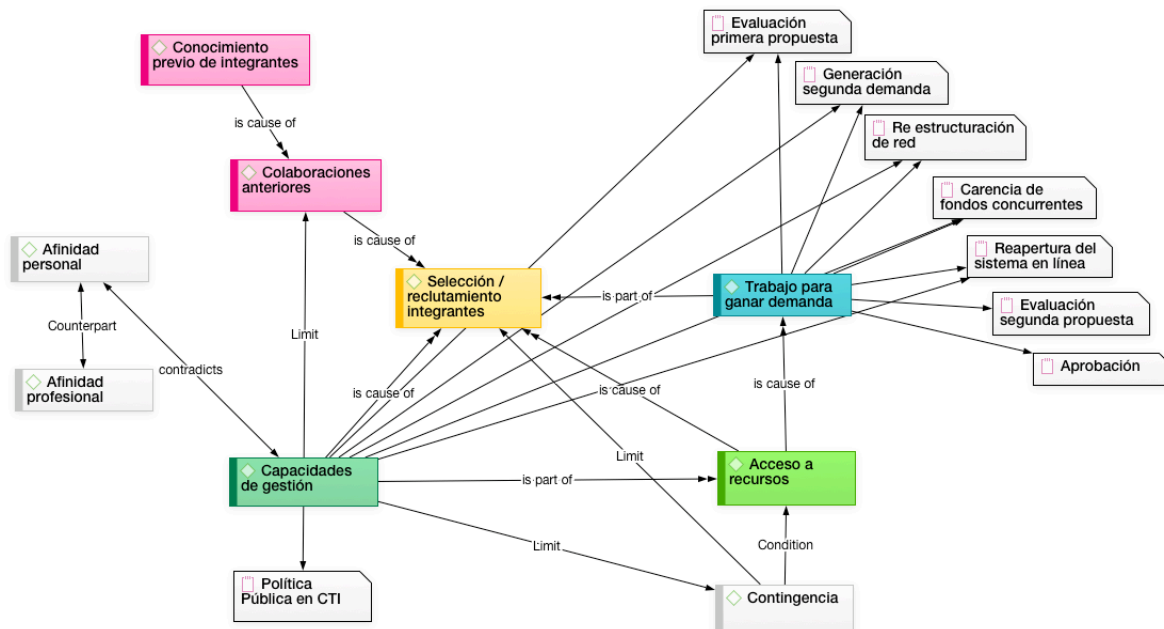 Evaluación
primera propuesta
Conocimiento
previo de integrantes
Generación
segunda demanda
is cause of
Re estructuración
de red
Colaboraciones
anteriores
Carencia de
fondos concurrentes
is cause of
Afinidad
personal
Reapertura del
sistema en línea
Selección /
reclutamiento
integrantes
is part of
Trabajo para
ganar demanda
Evaluación
segunda propuesta
Counterpart
Limit
contradicts
Aprobación
Afinidad
profesional
is cause of
is cause of
is cause of
Limit
Capacidades
de gestión
is part of
Acceso a
recursos
Limit
Condition
Política
Pública en CTI
Contingencia